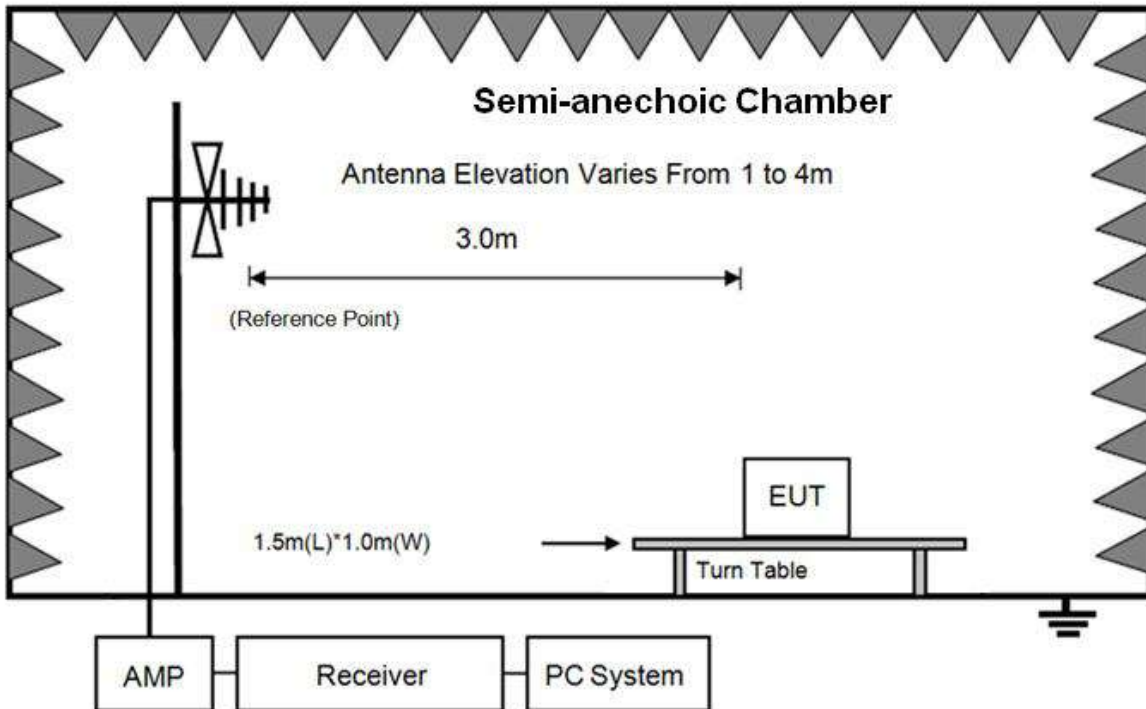 Semi-anechoic Chamber
Antenna Elevation Varies From 1 to 4m
3.0m
(Reference Point)
EUT
1.5m(L)*1.0m(W)
Turn Table
AMP
Receiver
PC System